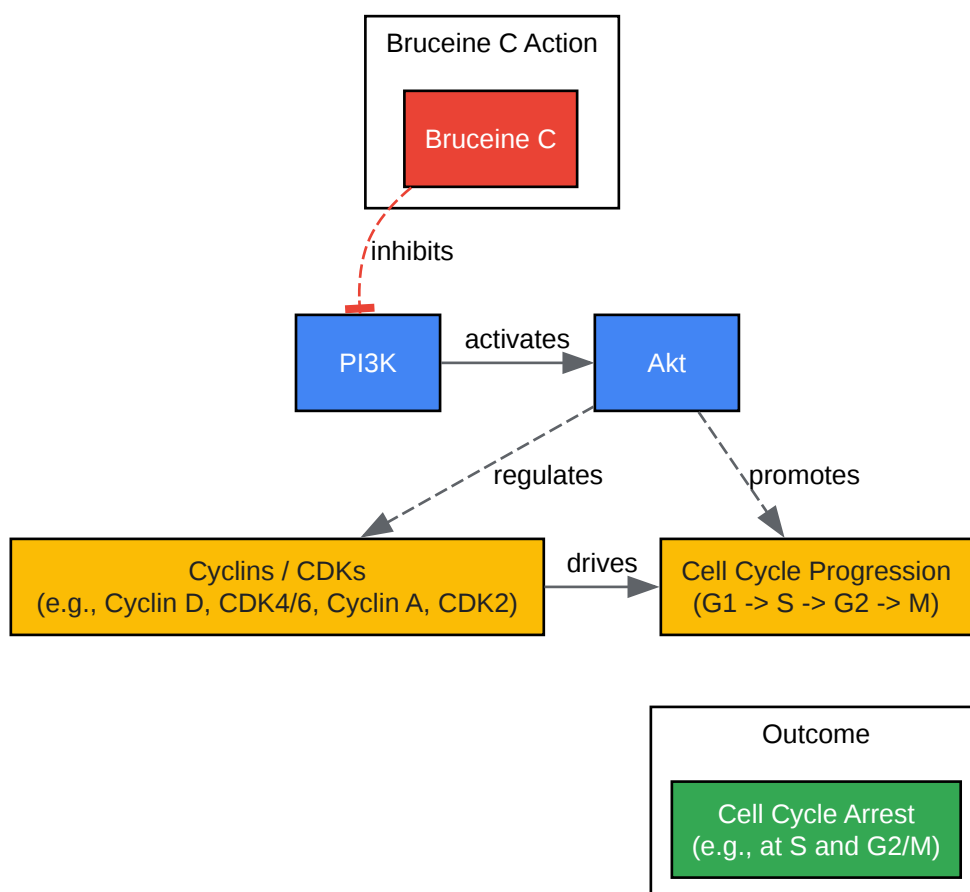 Bruceine C Action
Bruceine C
inhibits
PI3K
activates
Akt
regulates
promotes
Cyclins / CDKs
(e.g., Cyclin D, CDK4/6, Cyclin A, CDK2)
drives
Cell Cycle Progression
(G1 -> S -> G2 -> M)
Outcome
Cell Cycle Arrest
(e.g., at S and G2/M)